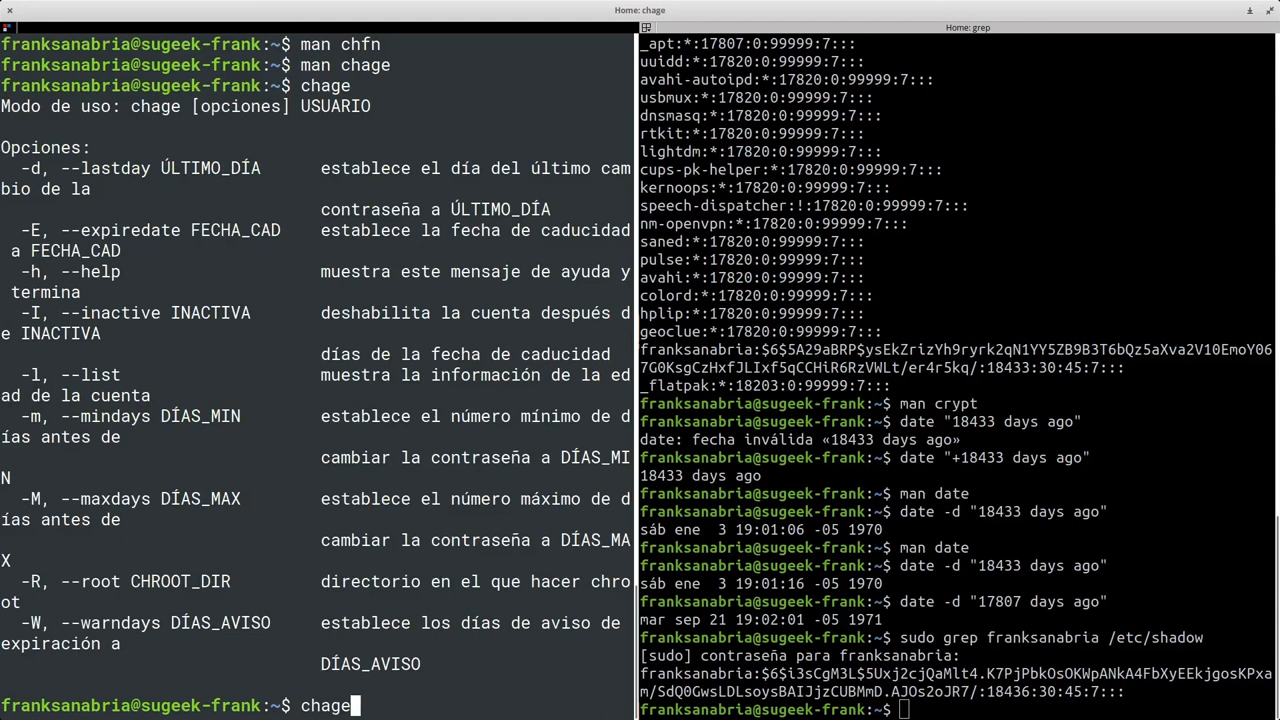 Home: chage
franksanabria@sugeek-frank:~$ man chfn
franksanabria@sugeek-frank:~$ man chage
franksanabria@sugeek-frank:~$ chage
Modo de uso: chage [opciones] USUARIO
Opciones:
-d, --lastday ÚLTIMO_DÍA establece el día del último cam
bio de la
contraseña a ÚLTIMO_DÍA
-E, --expiredate FECHA_CAD establece la fecha de caducidad
a FECHA_CAD
-h, --help muestra este mensaje de ayuda y
termina
-I, --inactive INACTIVA deshabilita la cuenta después d
e INACTIVA
días de la fecha de caducidad
-l, --list muestra la información de la ed
ad de la cuenta
-m, --mindays DÍAS_MIN establece el número mínimo de d
ías antes de
cambiar la contraseña a DÍAS_MI
N
-M, --maxdays DÍAS_MAX establece el número máximo de d
ías antes de
cambiar la contraseña a DÍAS_MA
X
-R, --root CHROOT_DIR directorio en el que hacer chro
ot
-W, --warndays DÍAS_AVISO establece los días de aviso de
expiración a
DÍAS_AVISO
franksanabria@sugeek-frank:~$ chage
Home: grep
_apt:*:17807:0:99999:7:::
uuidd:*:17820:0:99999:7:::
avahi-autoipd:*:17820:0:99999:7:::
usbmux:*:17820:0:99999:7:::
dnsmasq:*:17820:0:99999:7:::
rtkit:*:17820:0:99999:7:::
lightdm:*:17820:0:99999:7:::
cups-pk-helper:*:17820:0:99999:7:::
kernoops:*:17820:0:99999:7:::
speech-dispatcher:!:17820:0:99999:7:::
nm-openvpn:*:17820:0:99999:7:::
saned:*:17820:0:99999:7:::
pulse:*:17820:0:99999:7:::
avahi:*:17820:0:99999:7:::
colord:*:17820:0:99999:7:::
hplip:*:17820:0:99999:7:::
geoclue:*:17820:0:99999:7:::
franksanabria:$6$5A29aBRP$ysEkZrizYh9ryrk2qN1YY5ZB9B3T6bQz5aXva2V10EmoY06
7G0KsgCzHxfJLIxf5qCCHiR6RzVWLt/er4r5kq/:18433:30:45:7:::
_flatpak:*:18203:0:99999:7:::
franksanabria@sugeek-frank:~$ man crypt
franksanabria@sugeek-frank:~$ date "18433 days ago"
date: fecha inválida «18433 days ago»
franksanabria@sugeek-frank:~$ date "+18433 days ago"
18433 days ago
franksanabria@sugeek-frank:~$ man date
franksanabria@sugeek-frank:~$ date -d "18433 days ago"
sáb ene  3 19:01:06 -05 1970
franksanabria@sugeek-frank:~$ man date
franksanabria@sugeek-frank:~$ date -d "18433 days ago"
sáb ene  3 19:01:16 -05 1970
franksanabria@sugeek-frank:~$ date -d "17807 days ago"
mar sep 21 19:02:01 -05 1971
franksanabria@sugeek-frank:~$ sudo grep franksanabria /etc/shadow
[sudo] contraseña para franksanabria:
franksanabria:$6$i3sCgM3L$5Uxj2cjQaMlt4.K7PjPbkOsOKWpANkA4FbXyEEkjgosKPxa
m/SdQ0GwsLDLsoysBAIJjzCUBMmD.AJOs2oJR7/:18436:30:45:7:::
franksanabria@sugeek-frank:~$